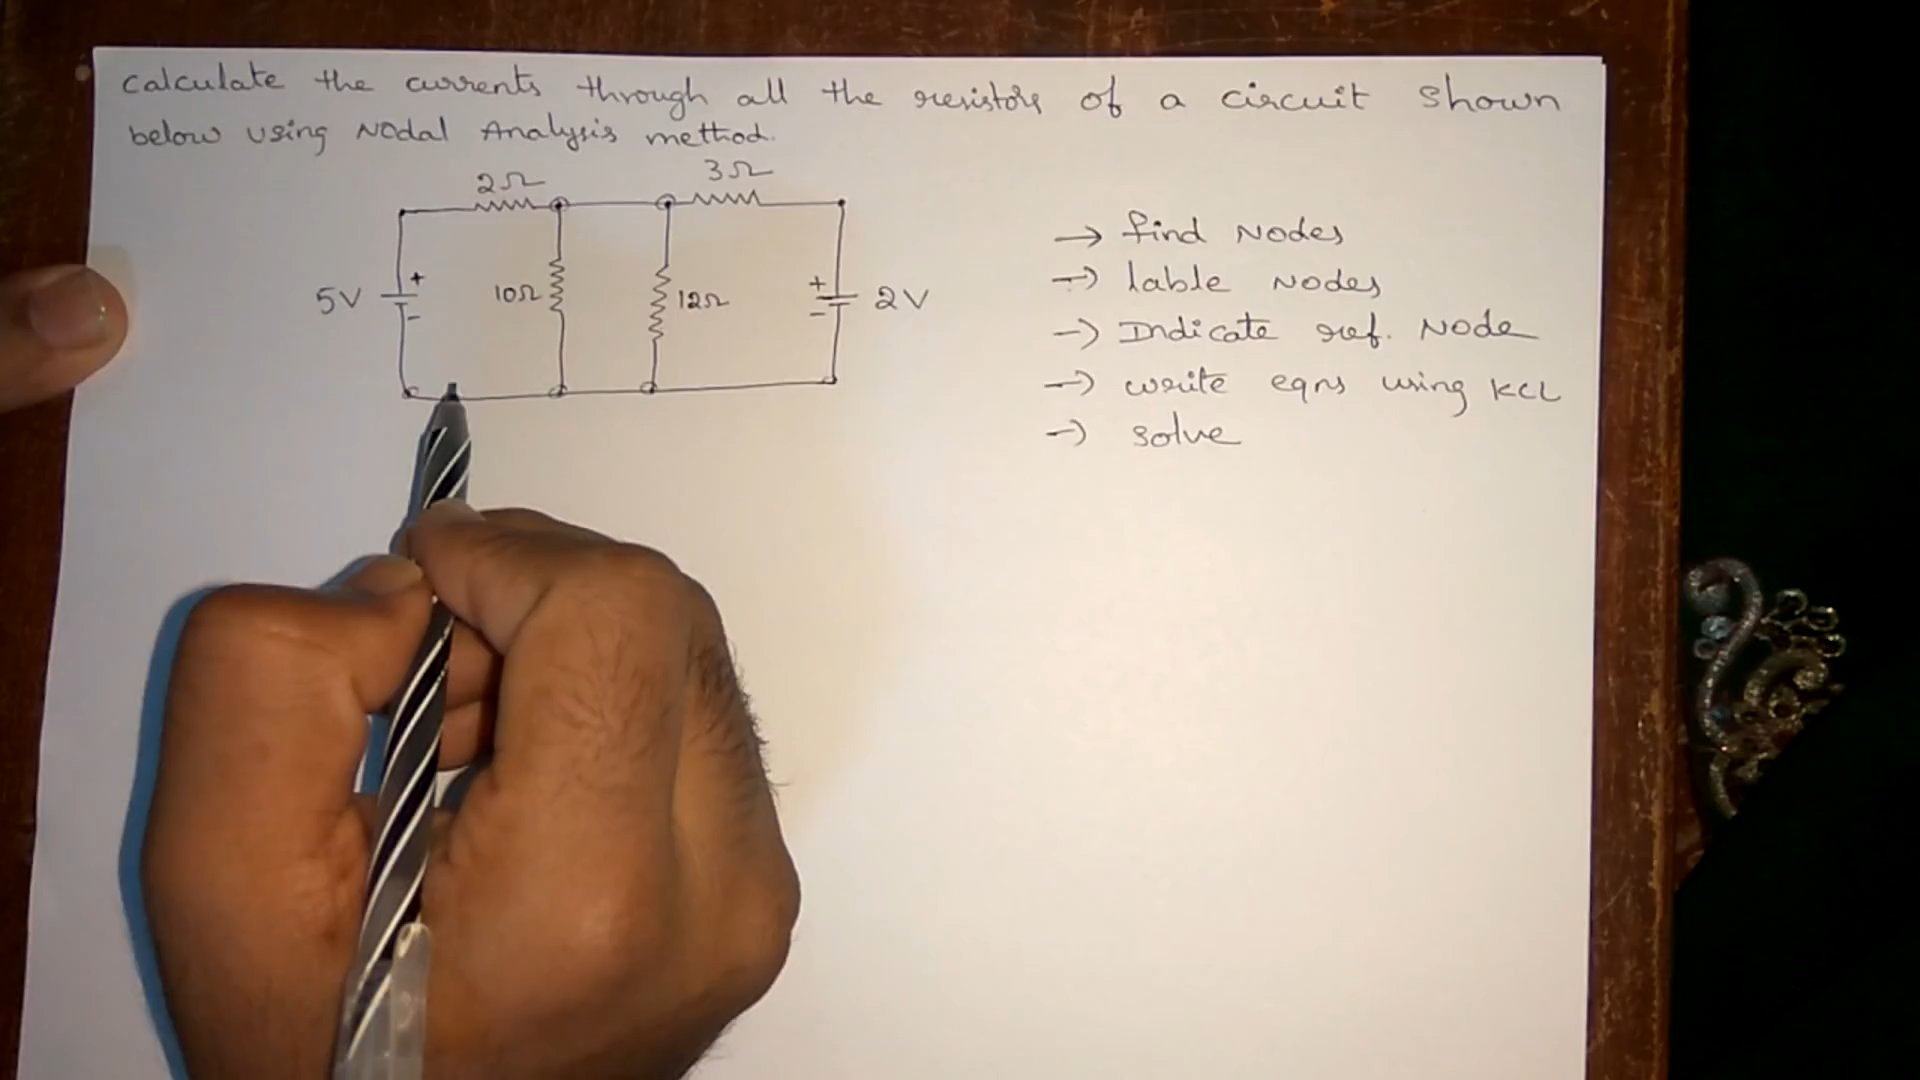 calculate the currents through all the resistors of a circuit shown
below using Nodal Analysis method.
2Ω
3Ω
5V
+
-
10Ω
12Ω
+
-
2V
→ find Nodes
→ lable Nodes
→ Indicate ref. Node
→ write eqns using KCL
→ solve